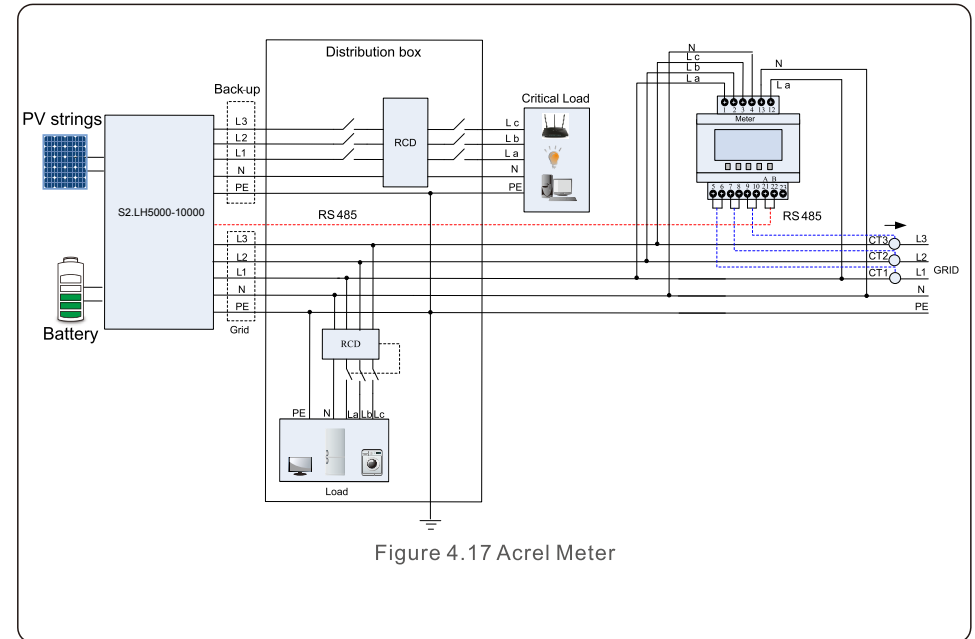 Distribution box
Back-up
PV strings
S2.LH5000-10000
Battery
L3
L2
L1
N
PE
RCD
Critical Load
L c
L b
L a
N
PE
RS 485
L3
L2
L1
N
PE
Grid
RCD
PE N La Lb Lc
Load
N
L c
L b
L a
N
L a
1 2 3 4 13 12
Meter
A B
5 6 7 8 9 10 21 22 23
RS 485
CT3 L3
CT2 L2
CT1 L1
GRID
N
PE
Figure 4.17 Acrel Meter